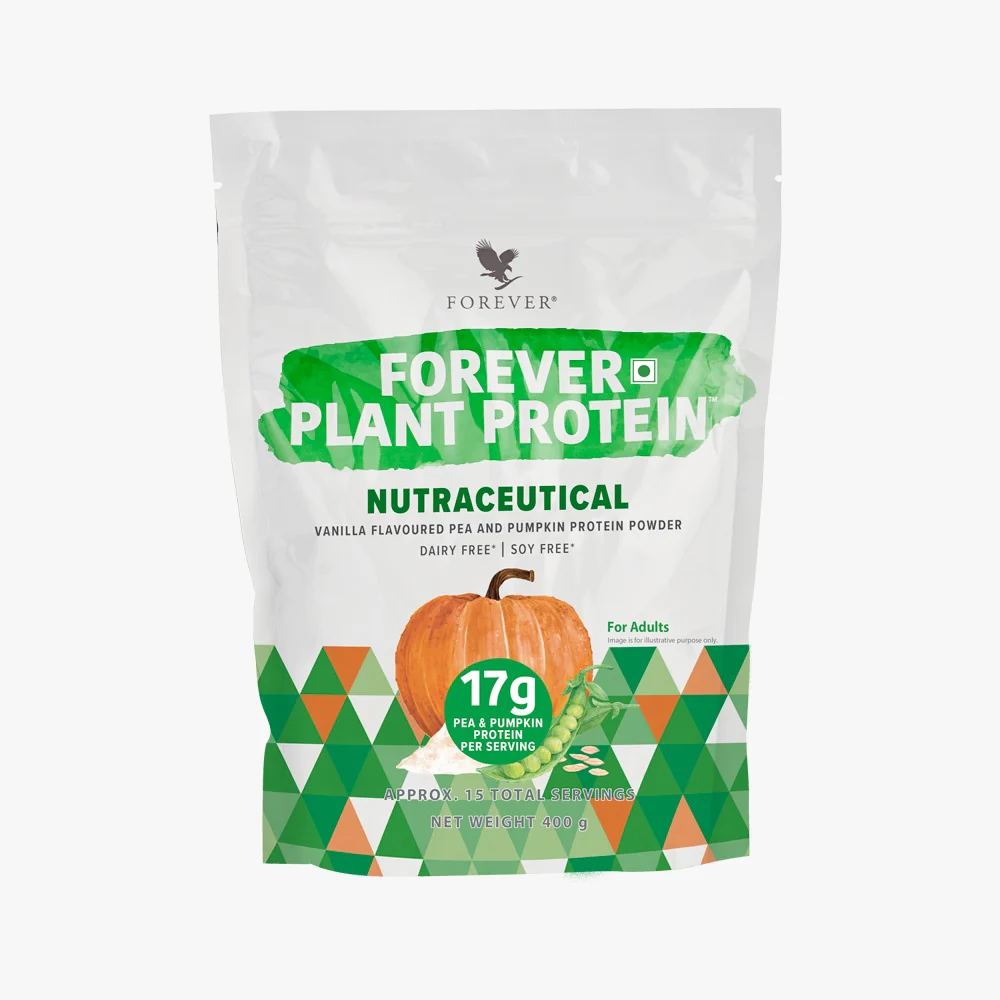 FOREVER®
FOREVER
PLANT PROTEIN™
NUTRACEUTICAL
VANILLA FLAVOURED PEA AND PUMPKIN PROTEIN POWDER
DAIRY FREE* | SOY FREE*
For Adults
Image is for illustrative purpose only.
17g
PEA & PUMPKIN
PROTEIN
PER SERVING
APPROX. 15 TOTAL SERVINGS
NET WEIGHT 400 g